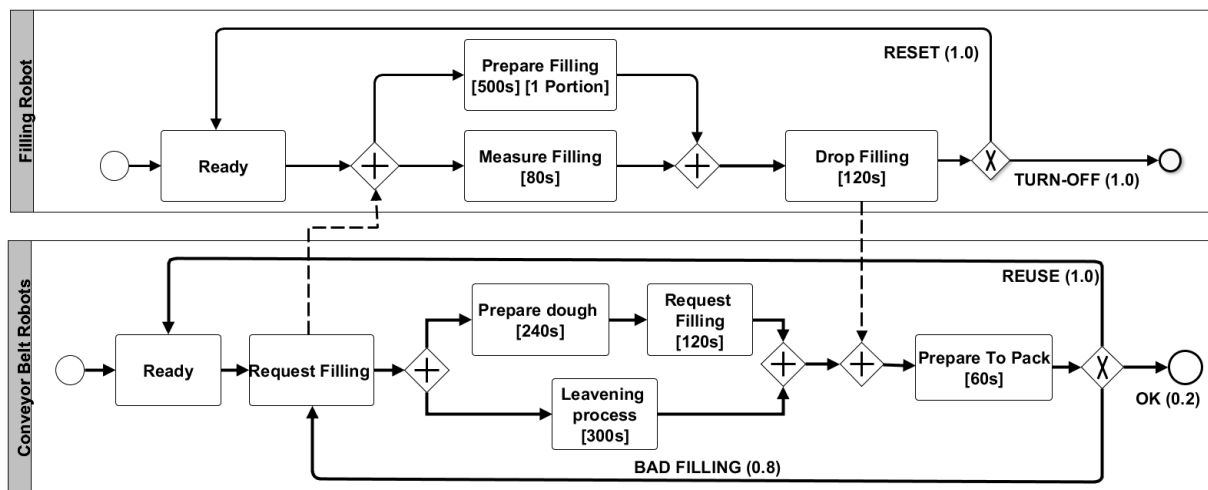 Filling Robot
RESET (1.0)
Prepare Filling
[500s] [1 Portion]
Ready
Measure Filling
[80s]
Drop Filling
[120s]
X
TURN-OFF (1.0)
Conveyor Belt Robots
REUSE (1.0)
Prepare dough
[240s]
Request
Filling
[120s]
Ready
Request Filling
Prepare To Pack
[60s]
X
Leavening
process
[300s]
OK (0.2)
BAD FILLING (0.8)